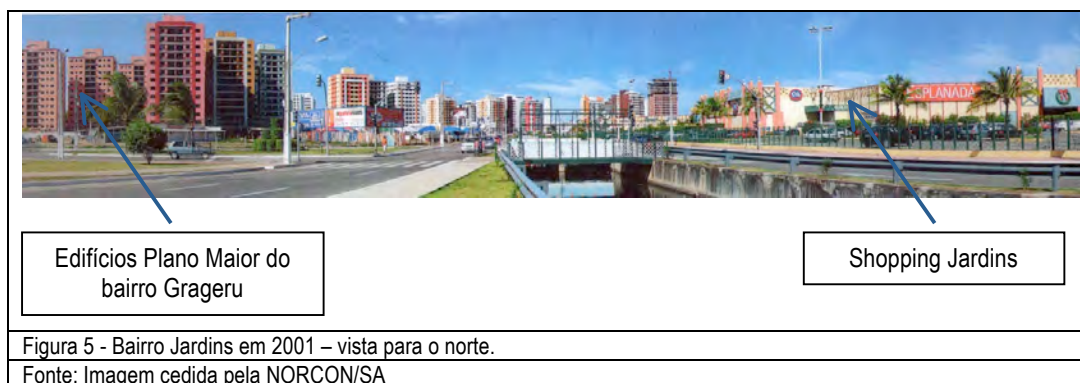 ESPLANADA
Edifícios Plano Maior do
bairro Grageru
Shopping Jardins
Figura 5 - Bairro Jardins em 2001 – vista para o norte.
Fonte: Imagem cedida pela NORCON/SA